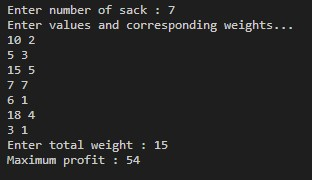 Enter number of sack : 7
Enter values and corresponding weights...
10 2
5 3
15 5
7 7
6 1
18 4
3 1
Enter total weight : 15
Maximum profit : 54